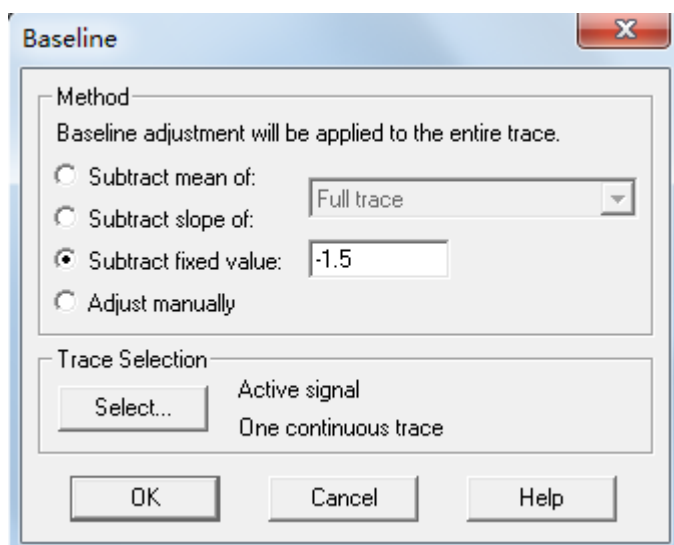 Baseline
Method
Baseline adjustment will be applied to the entire trace.
Subtract mean of:
Full trace
Subtract slope of:
Subtract fixed value:
-1.5
Adjust manually
Trace Selection
Select...
Active signal
One continuous trace
OK
Cancel
Help